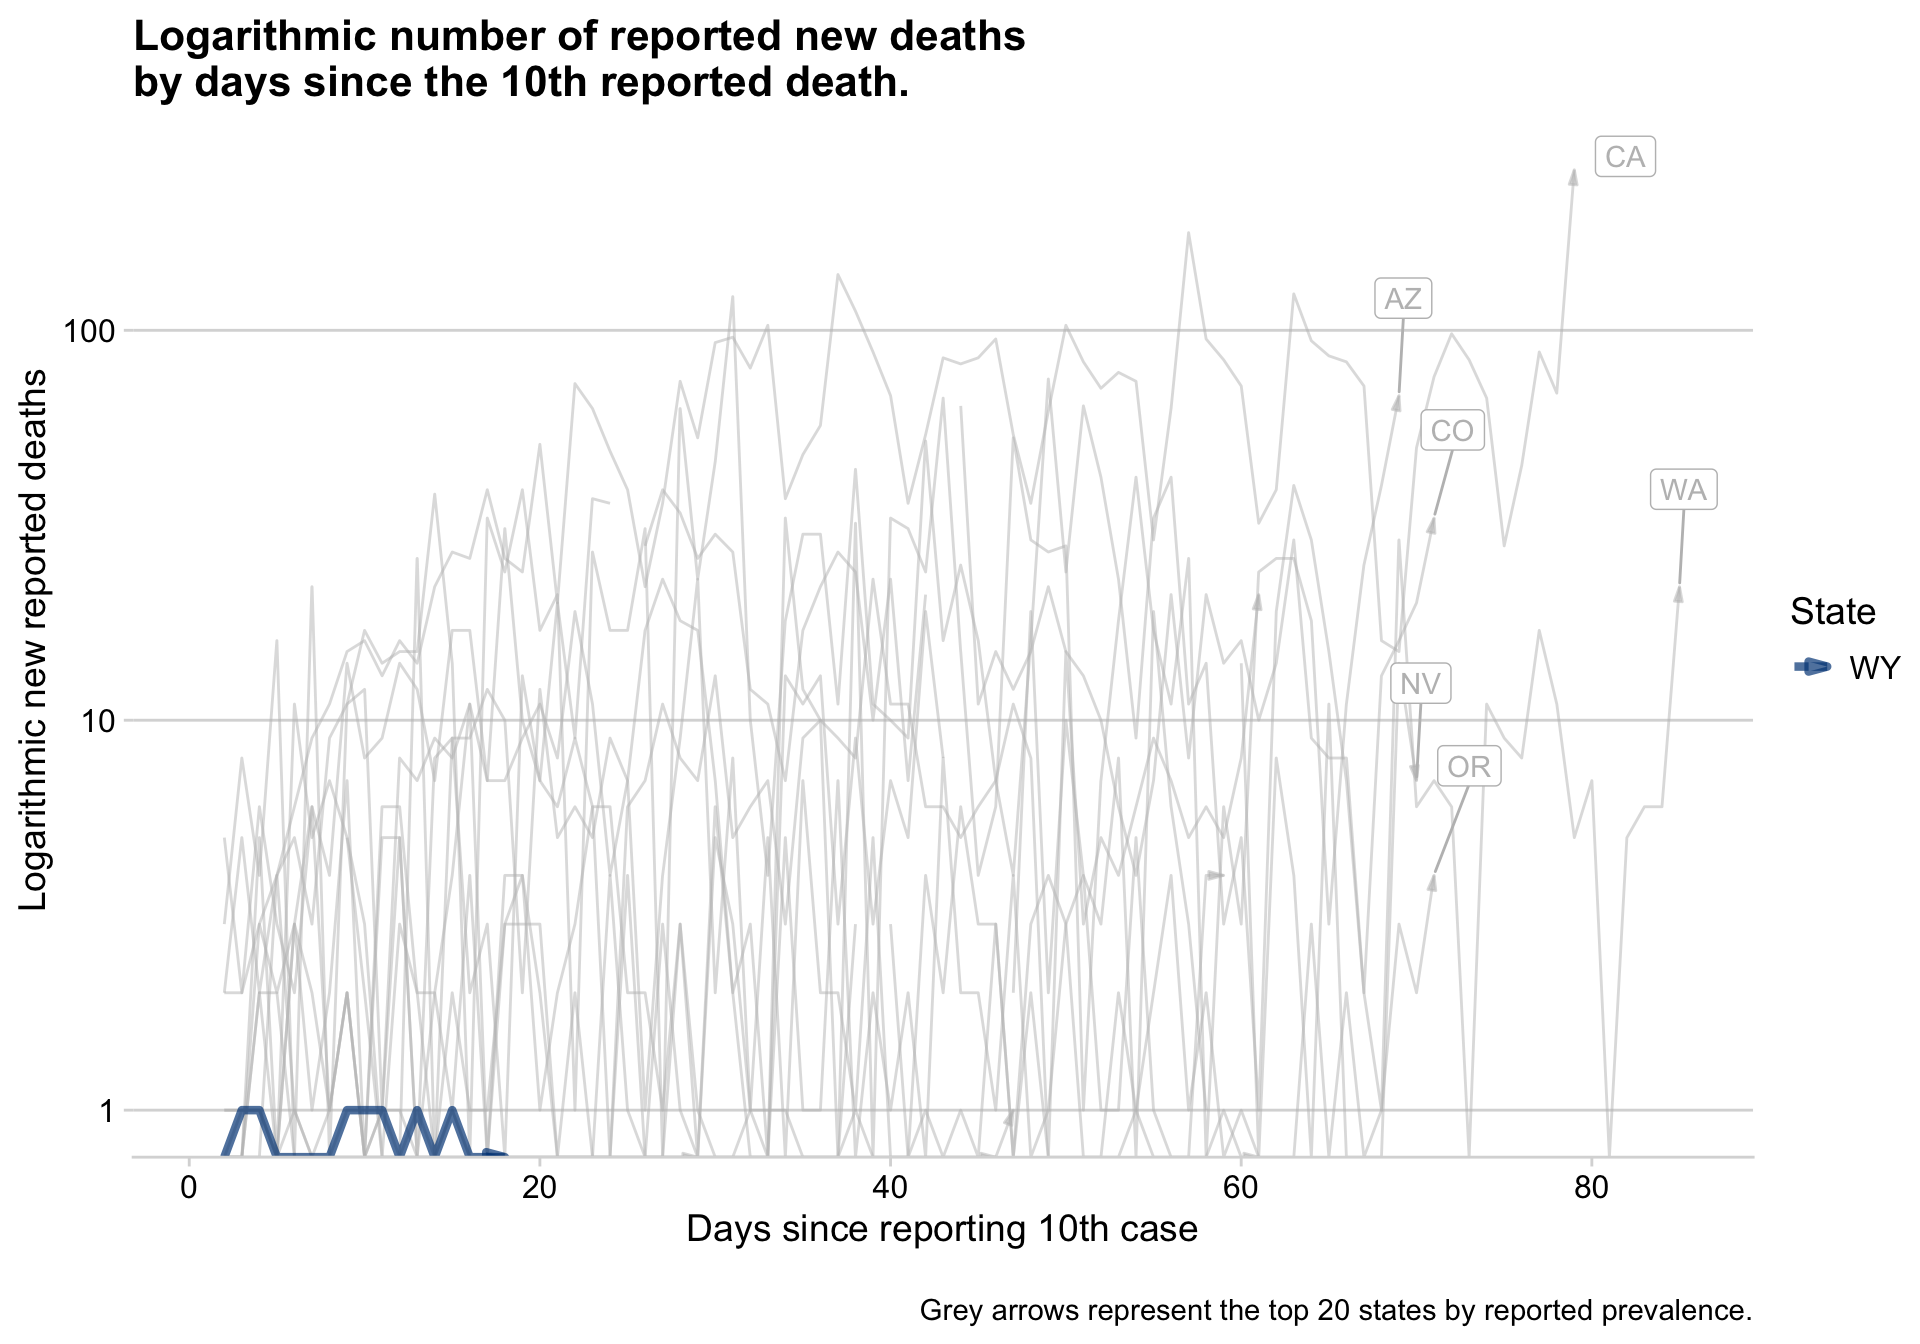 Logarithmic number of reported new deaths
by days since the 10th reported death.
CA
AZ
100
CO
WA
Logarithmic new reported deaths
State
WY
NV
10
OR
1
0
20
40
60
80
Days since reporting 10th case
Grey arrows represent the top 20 states by reported prevalence.